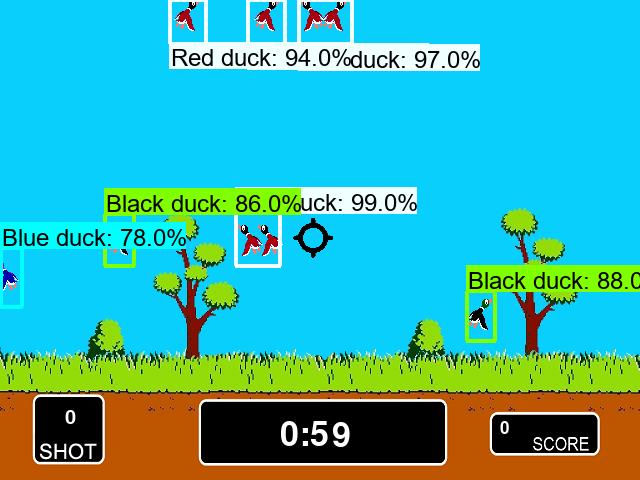 Red duck: 94.0%
duck: 97.0%
Black duck: 86.0%
uck: 99.0%
Blue duck: 78.0%
Black duck: 88.0
0
SHOT
0:59
0
SCORE